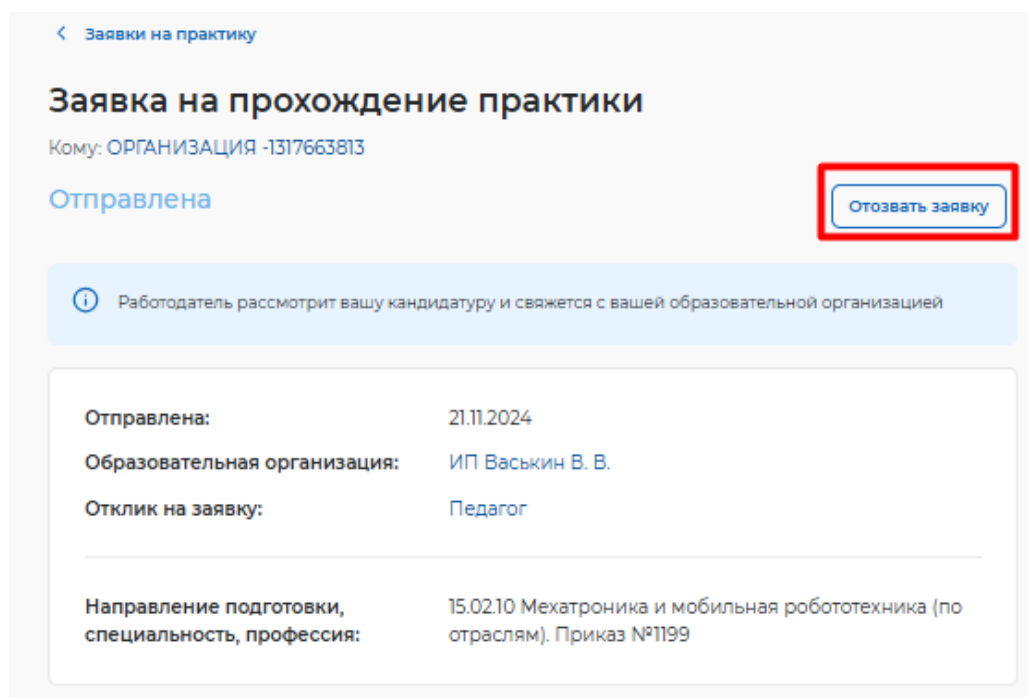 Заявки на практику
Заявка на прохождение практики
Кому: ОРГАНИЗАЦИЯ -1317663813
Отправлена
Отозвать заявку
Работодатель рассмотрит вашу кандидатуру и свяжется с вашей образовательной организацией
Отправлена: 21.11.2024
Образовательная организация: ИП Васькин В. В.
Отклик на заявку: Педагог
Направление подготовки, 15.02.10 Мехатроника и мобильная робототехника (по
специальность, профессия: отраслям). Приказ №1199